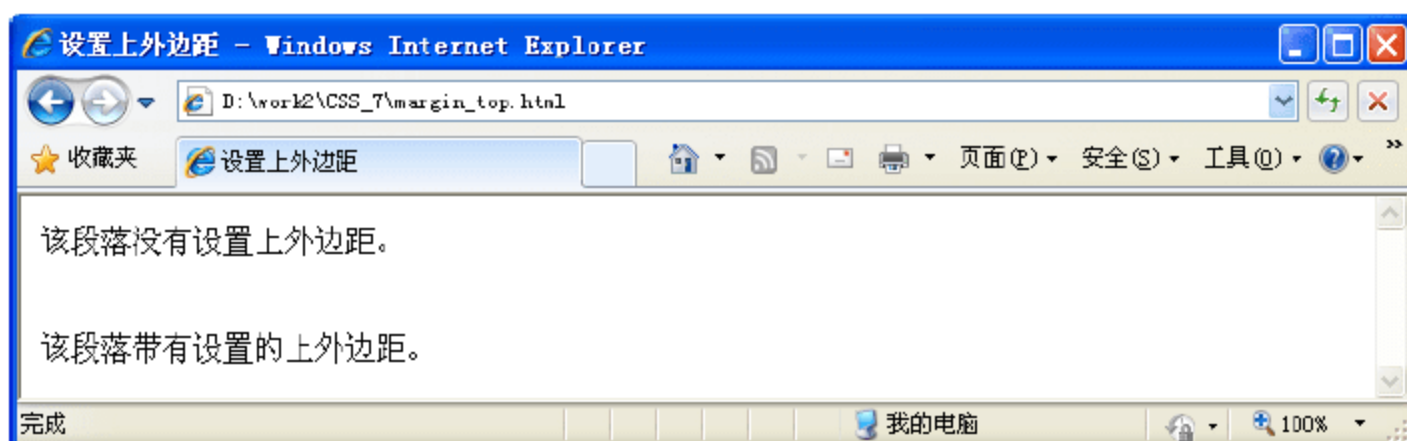 设置上外边距 - Windows Internet Explorer
D:\work2\CSS_7\margin_top.html
收藏夹 设置上外边距 页面(P) 安全(S) 工具(O) »
该段落没有设置上外边距。
该段落带有设置的上外边距。
完成 我的电脑 100%